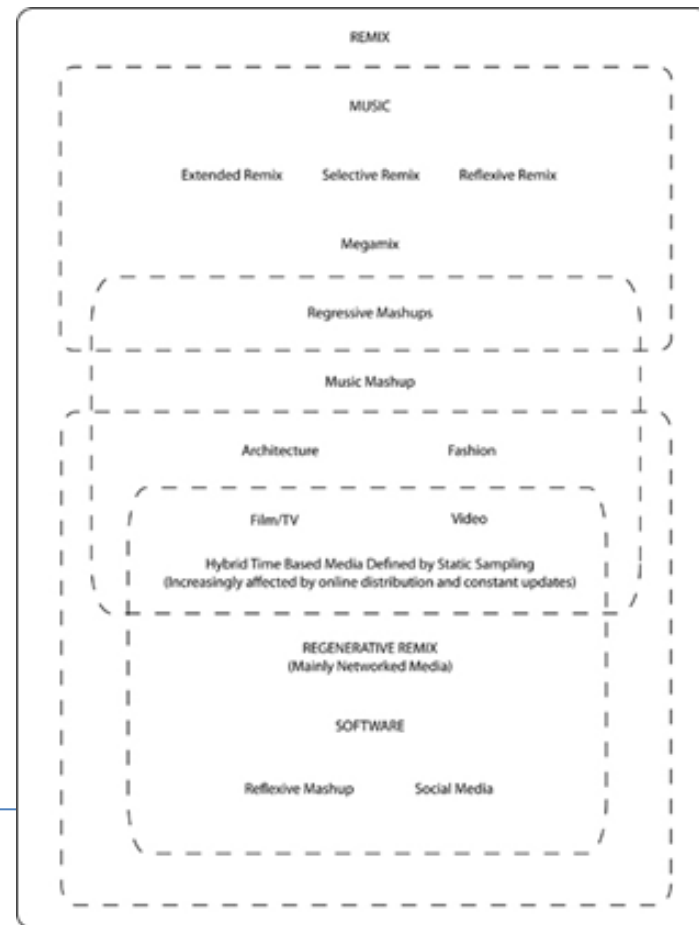 REMIX
MUSIC
Extended Remix Selective Remix Reflexive Remix
Megamix
Regressive Mashups
Music Mashup
Architecture Fashion
Film/TV Video
Hybrid Time Based Media Defined by Static Sampling
(Increasingly affected by online distribution and constant updates)
REGENERATIVE REMIX
(Mainly Networked Media)
SOFTWARE
Reflexive Mashup Social Media